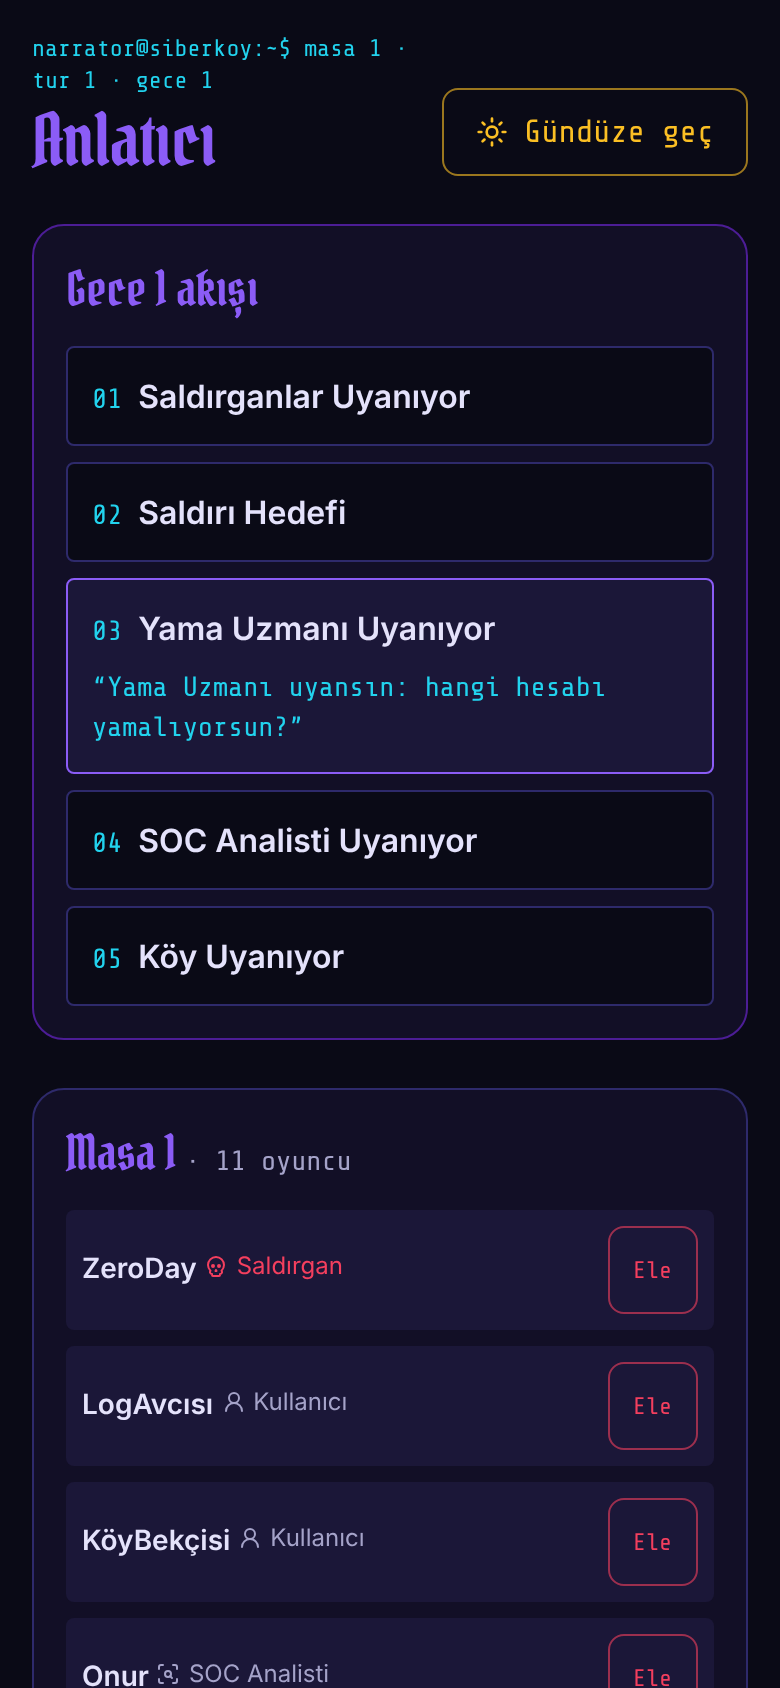 narrator@siberkoy:~$ masa 1 ·
tur 1 · gece 1
Anlatıcı
Gündüze geç
Gece 1 akışı
01 Saldırganlar Uyanıyor
02 Saldırı Hedefi
03 Yama Uzmanı Uyanıyor
“Yama Uzmanı uyansın: hangi hesabı
yamalıyorsun?”
04 SOC Analisti Uyanıyor
05 Köy Uyanıyor
Masa 1 · 11 oyuncu
ZeroDay Saldırgan Ele
LogAvcısı Kullanıcı Ele
KöyBekçisi Kullanıcı Ele
Onur SOC Analisti Ele